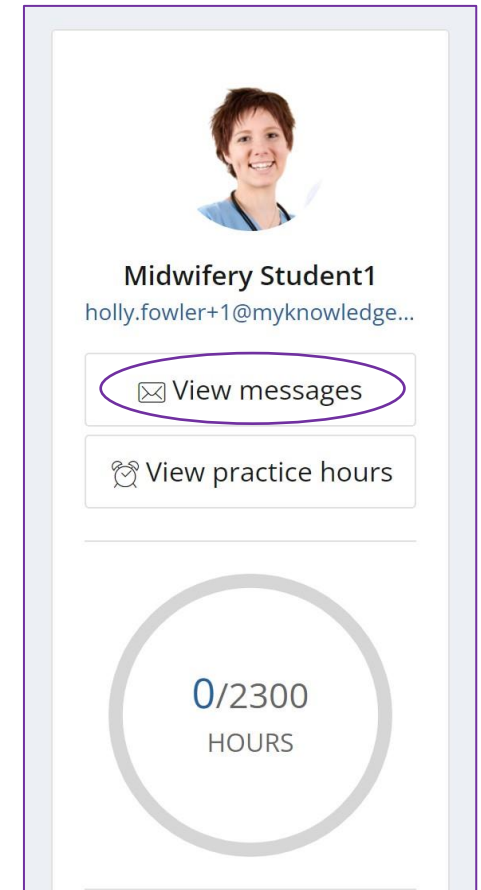 Midwifery Student1
holly.fowler+1@myknowledge...
View messages
View practice hours
0/2300
HOURS